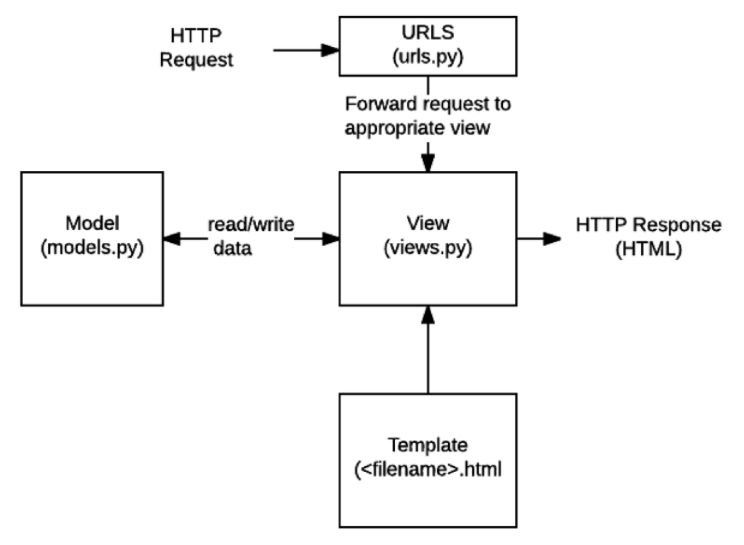 HTTP
Request
URLS
(urls.py)
Forward request to
appropriate view
Model
(models.py)
read/write
data
View
(views.py)
HTTP Response
(HTML)
Template
(<filename>.html